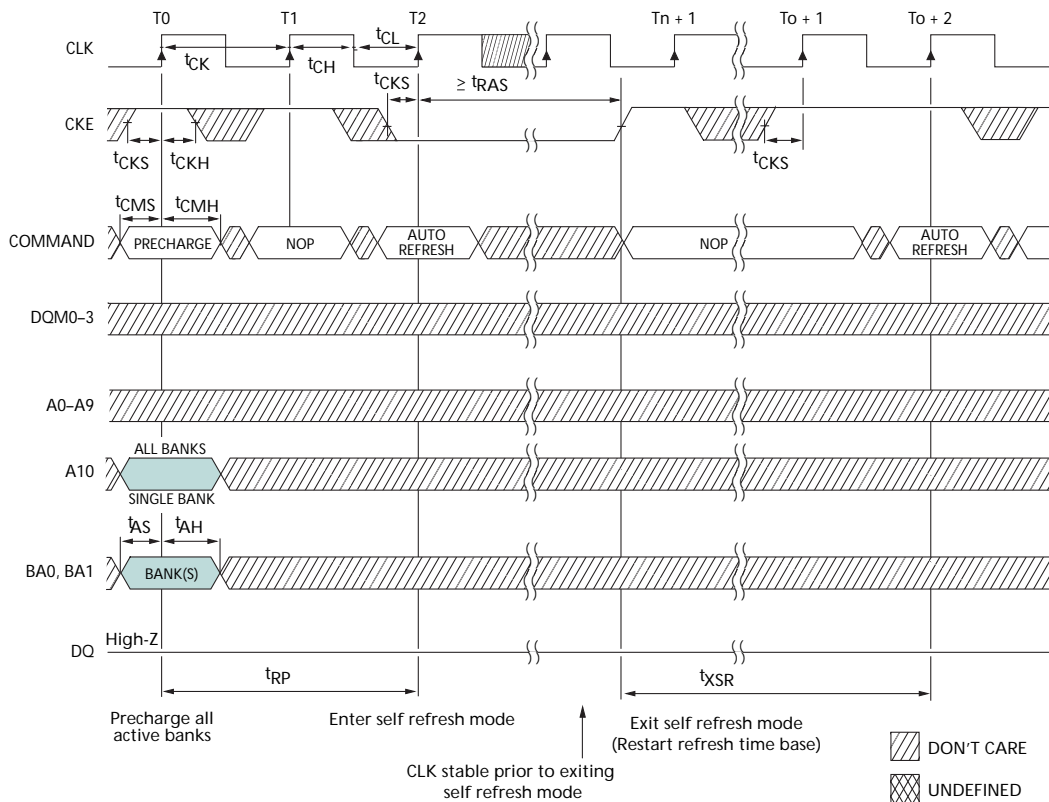 T0 T1 T2 Tn + 1 To + 1 To + 2
CLK
tCK tCH tCL
tCKS ≥ tRAS
CKE
tCKS tCKH tCKS
tCMS tCMH
COMMAND PRECHARGE NOP AUTO REFRESH NOP AUTO REFRESH
DQM0–3
A0–A9
ALL BANKS
A10
SINGLE BANK
tAS tAH
BA0, BA1 BANK(S)
High-Z
DQ
tRP tXSR
Precharge all
active banks
Enter self refresh mode
Exit self refresh mode
(Restart refresh time base)
CLK stable prior to exiting
self refresh mode
DON'T CARE
UNDEFINED